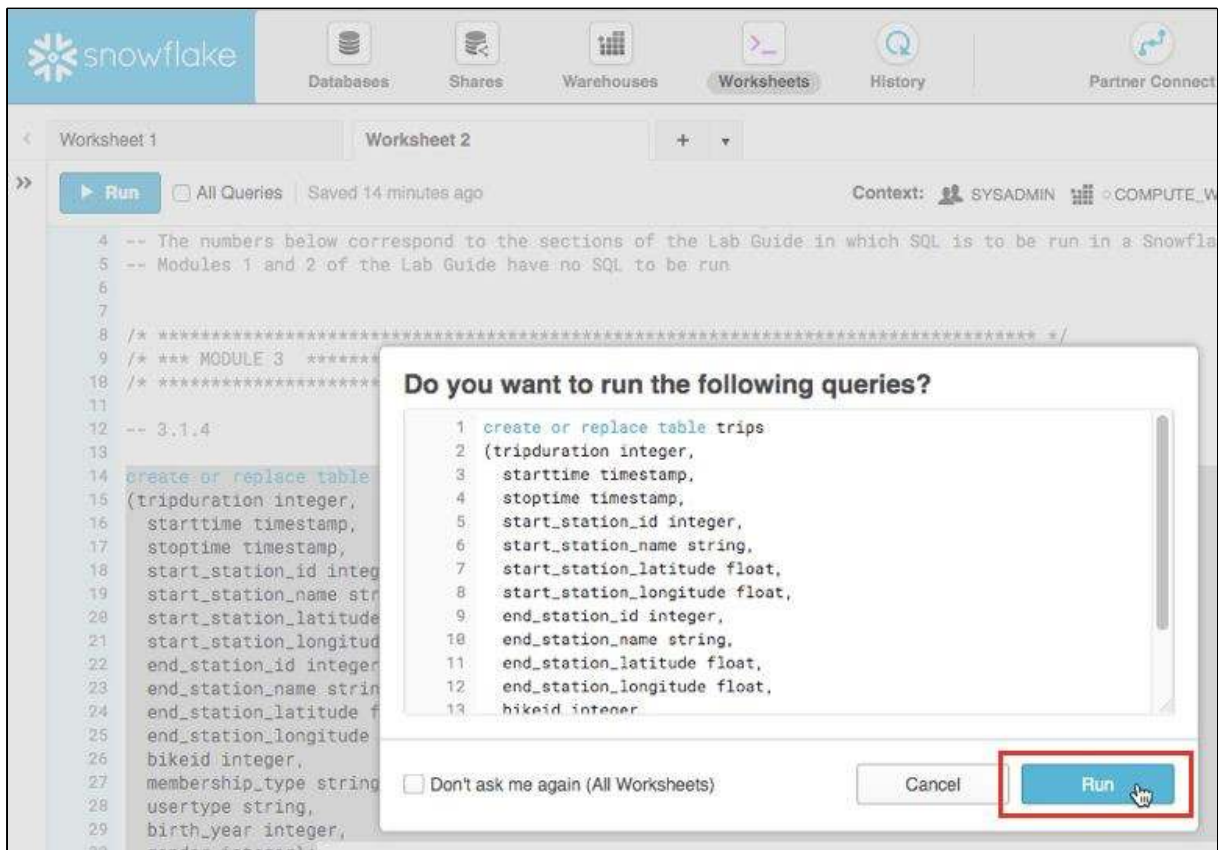 snowflake
Databases
Shares
Warehouses
Worksheets
History
Partner Connect
Worksheet 1
Worksheet 2
Run
All Queries
Saved 14 minutes ago
Context:
SYSADMIN
COMPUTE_W
4 -- The numbers below correspond to the sections of the Lab Guide in which SQL is to be run in a Snowfla
5 -- Modules 1 and 2 of the Lab Guide have no SQL to be run
6
7
8 /* *********************************************************************************** */
9 /* *** MODULE 3 *******
10 /* *********************
11
12 -- 3.1.4
13
14 create or replace table
15 (tripduration integer,
16 starttime timestamp,
17 stoptime timestamp,
18 start_station_id integ
19 start_station_name str
20 start_station_latitude
21 start_station_longitud
22 end_station_id integer
23 end_station_name strin
24 end_station_latitude f
25 end_station_longitude
26 bikeid integer,
27 membership_type string
28 usertype string,
29 birth_year integer,
Do you want to run the following queries?
1 create or replace table trips
2 (tripduration integer,
3 starttime timestamp,
4 stoptime timestamp,
5 start_station_id integer,
6 start_station_name string,
7 start_station_latitude float,
8 start_station_longitude float,
9 end_station_id integer,
10 end_station_name string,
11 end_station_latitude float,
12 end_station_longitude float,
13 bikeid integer
Don't ask me again (All Worksheets)
Cancel
Run